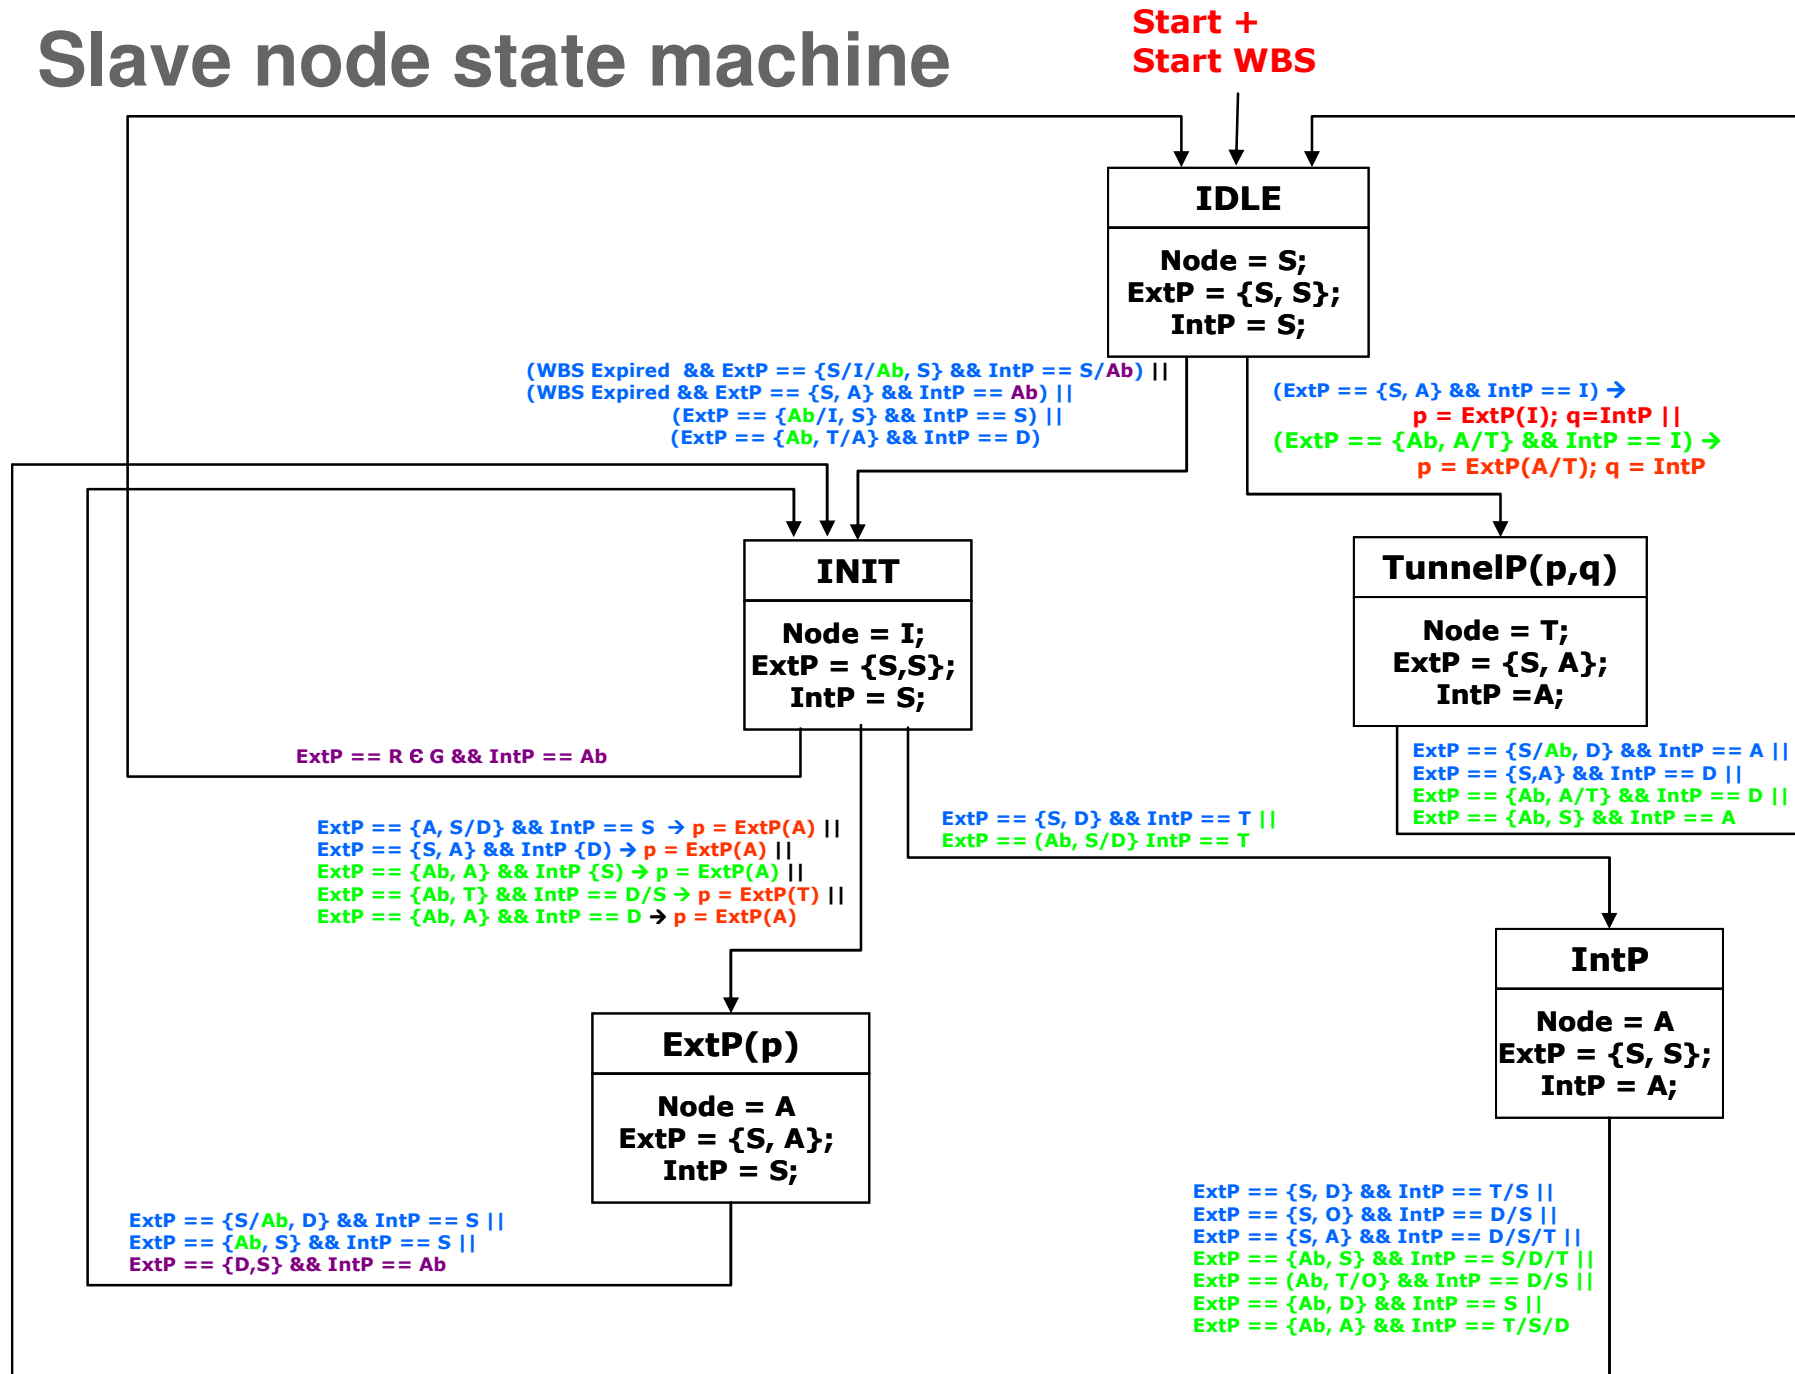 Slave node state machine
Start +
Start WBS
IDLE
Node = S;
ExtP = {S, S};
IntP = S;
(WBS Expired && ExtP == {S/I/Ab, S} && IntP == S/Ab) ||
(WBS Expired && ExtP == {S, A} && IntP == Ab) ||
(ExtP == {Ab/I, S} && IntP == S) ||
(ExtP == {Ab, T/A} && IntP == D)
(ExtP == {S, A} && IntP == I) →
p = ExtP(I); q=IntP ||
(ExtP == {Ab, A/T} && IntP == I) →
p = ExtP(A/T); q = IntP
INIT
Node = I;
ExtP = {S,S};
IntP = S;
TunnelP(p,q)
Node = T;
ExtP = {S, A};
IntP =A;
ExtP == R Є G && IntP == Ab
ExtP == {S/Ab, D} && IntP == A ||
ExtP == {S,A} && IntP == D ||
ExtP == {Ab, A/T} && IntP == D ||
ExtP == {Ab, S} && IntP == A
ExtP == {A, S/D} && IntP == S → p = ExtP(A) ||
ExtP == {S, A} && IntP {D) → p = ExtP(A) ||
ExtP == {Ab, A} && IntP {S) → p = ExtP(A) ||
ExtP == {Ab, T} && IntP == D/S → p = ExtP(T) ||
ExtP == {Ab, A} && IntP == D → p = ExtP(A)
ExtP == {S, D} && IntP == T ||
ExtP == (Ab, S/D} IntP == T
IntP
Node = A
ExtP = {S, S};
IntP = A;
ExtP(p)
Node = A
ExtP = {S, A};
IntP = S;
ExtP == {S/Ab, D} && IntP == S ||
ExtP == {Ab, S} && IntP == S ||
ExtP == {D,S} && IntP == Ab
ExtP == {S, D} && IntP == T/S ||
ExtP == {S, O} && IntP == D/S ||
ExtP == {S, A} && IntP == D/S/T ||
ExtP == {Ab, S} && IntP == S/D/T ||
ExtP == (Ab, T/O} && IntP == D/S ||
ExtP == {Ab, D} && IntP == S ||
ExtP == {Ab, A} && IntP == T/S/D